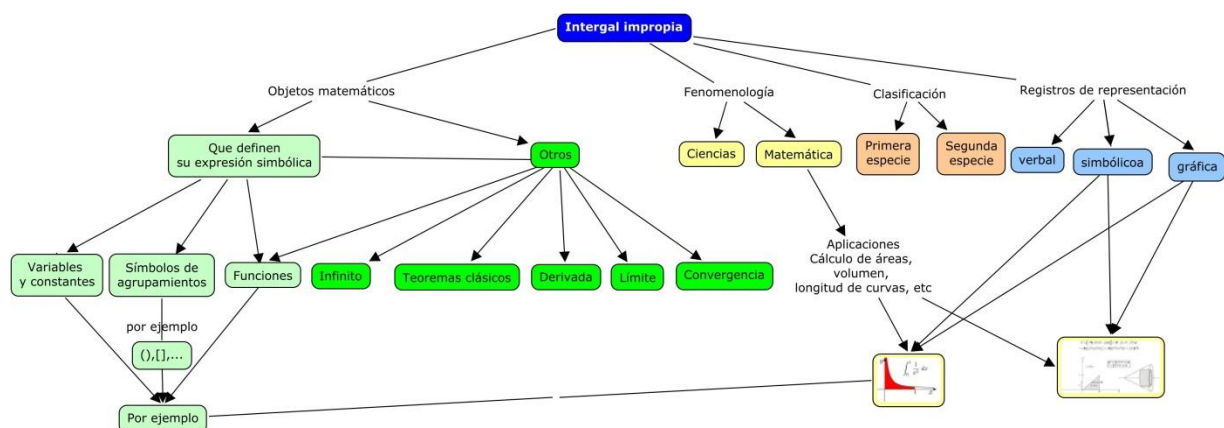 Intergal impropia
Objetos matemáticos
Fenomenología
Clasificación
Registros de representación
Que definen
su expresión simbólica
Otros
Ciencias
Matemática
Primera
especie
Segunda
especie
verbal
simbólicoa
gráfica
Variables
y constantes
Símbolos de
agrupamientos
Funciones
Infinito
Teoremas clásicos
Derivada
Límite
Convergencia
Aplicaciones
Cálculo de áreas,
volumen,
longitud de curvas, etc
por ejemplo
(),[],...
Por ejemplo